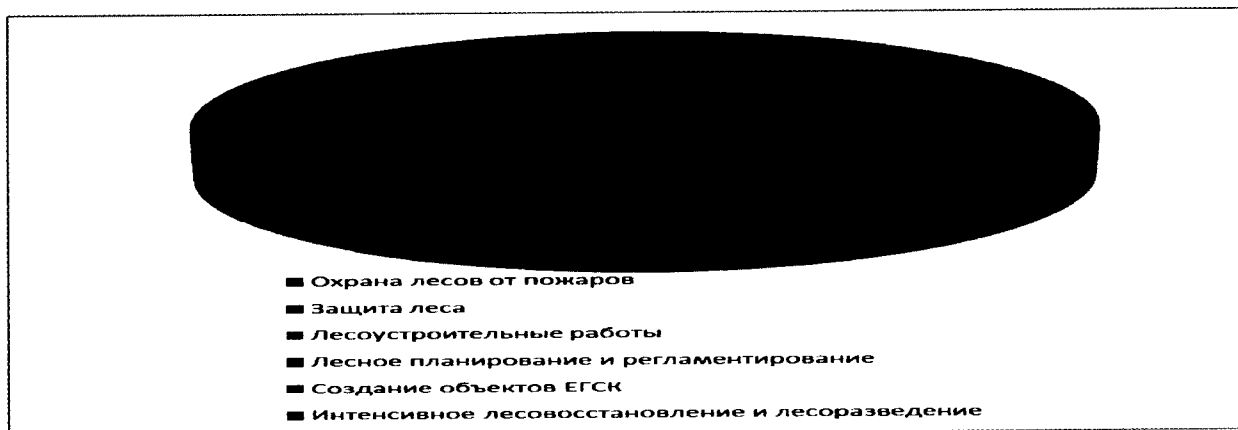 Охрана лесов от пожаров
Защита леса
Лесоустроительные работы
Лесное планирование и регламентирование
Создание объектов ЕГСК
Интенсивное лесовосстановление и лесоразведение